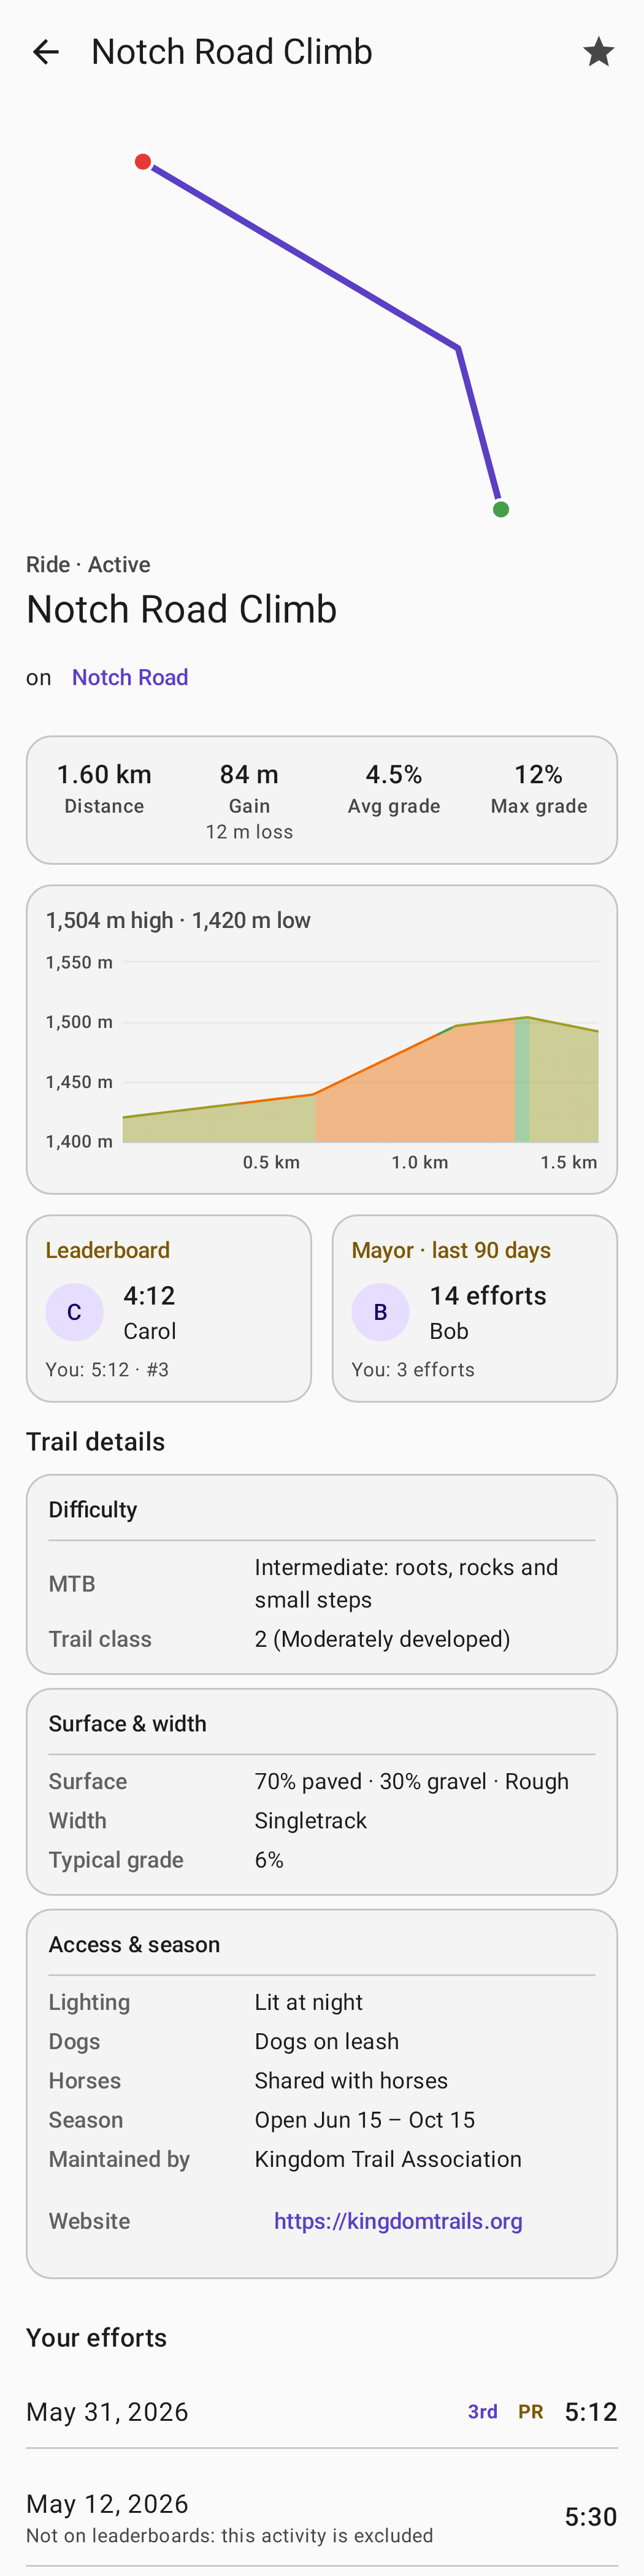 Notch Road Climb
Ride · Active
Notch Road Climb
on Notch Road
1.60 km 84 m 4.5% 12%
Distance Gain Avg grade Max grade
12 m loss
1,504 m high · 1,420 m low
1,550 m
1,500 m
1,450 m
1,400 m
0.5 km 1.0 km 1.5 km
Leaderboard
C
4:12
Carol
You: 5:12 · #3
Mayor · last 90 days
B
14 efforts
Bob
You: 3 efforts
Trail details
Difficulty
MTB Intermediate: roots, rocks and
small steps
Trail class 2 (Moderately developed)
Surface & width
Surface 70% paved · 30% gravel · Rough
Width Singletrack
Typical grade 6%
Access & season
Lighting Lit at night
Dogs Dogs on leash
Horses Shared with horses
Season Open Jun 15 – Oct 15
Maintained by Kingdom Trail Association
Website https://kingdomtrails.org
Your efforts
May 31, 2026 3rd PR 5:12
May 12, 2026 5:30
Not on leaderboards: this activity is excluded